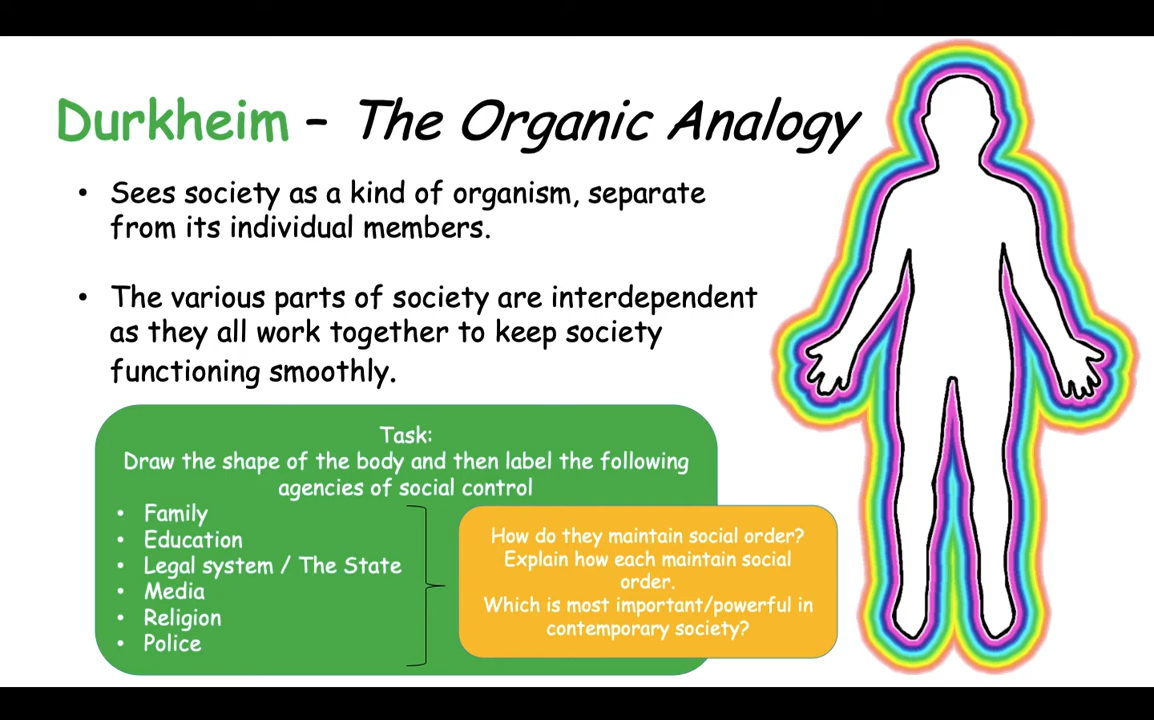 Durkheim – The Organic Analogy
• Sees society as a kind of organism, separate
from its individual members.
• The various parts of society are interdependent
as they all work together to keep society
functioning smoothly.
Task:
Draw the shape of the body and then label the following
agencies of social control
• Family
• Education
• Legal system / The State
• Media
• Religion
• Police
How do they maintain social order?
Explain how each maintain social
order.
Which is most important/powerful in
contemporary society?